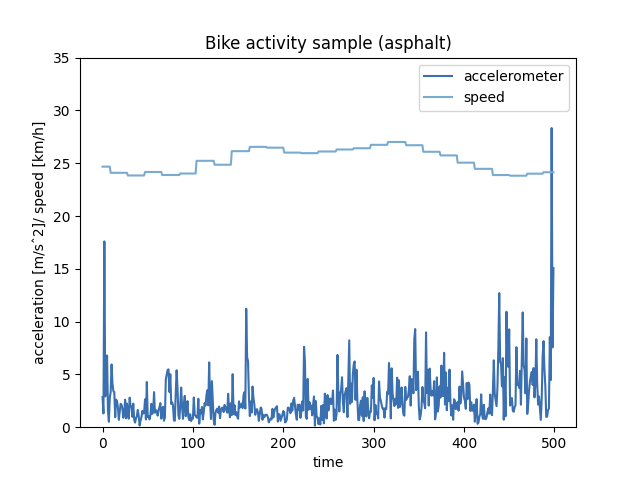 Bike activity sample (asphalt)
accelerometer
speed
35
30
25
20
15
10
5
0
acceleration [m/sˆ2]/ speed [km/h]
0 100 200 300 400 500
time